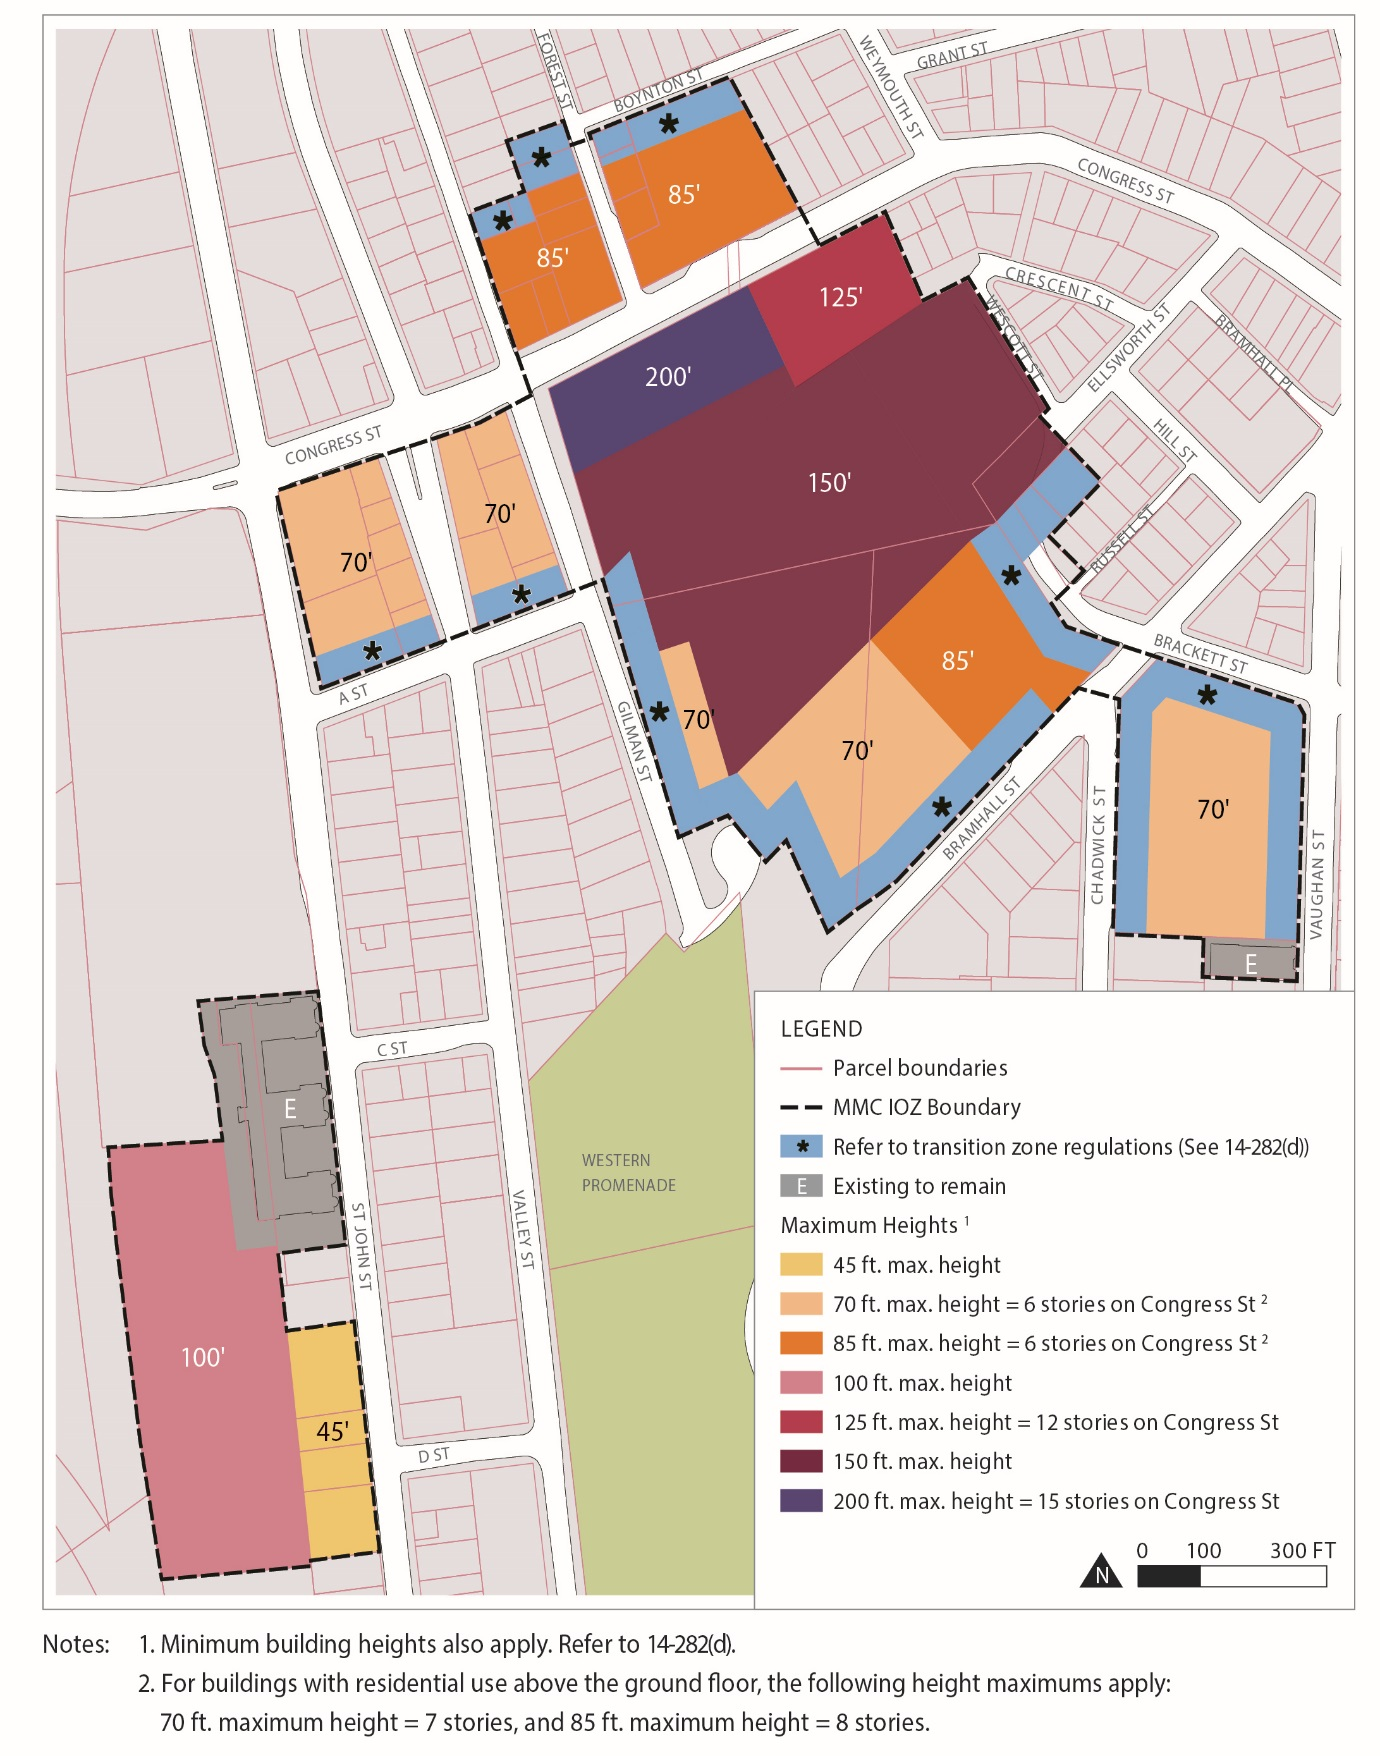 FOREST ST
BOYNTON ST
WEYMOUTH ST
GRANT ST
CONGRESS ST
*
*
*
85'
85'
125'
200'
150'
CRESCENT ST
WESCOTT ST
ELLSWORTH ST
BRAMHALL PL
HILL ST
RUSSELL ST
CONGRESS ST
70'
70'
*
*
A ST
*
85'
BRACKETT ST
*
GILMAN ST
*
70'
70'
*
BRAMHALL ST
CHADWICK ST
70'
VAUGHAN ST
E
C ST
E
WESTERN
PROMENADE
ST JOHN ST
VALLEY ST
100'
45'
D ST
LEGEND
Parcel boundaries
MMC IOZ Boundary
* Refer to transition zone regulations (See 14-282(d))
E Existing to remain
Maximum Heights 1
45 ft. max. height
70 ft. max. height = 6 stories on Congress St 2
85 ft. max. height = 6 stories on Congress St 2
100 ft. max. height
125 ft. max. height = 12 stories on Congress St
150 ft. max. height
200 ft. max. height = 15 stories on Congress St
N 0 100 300 FT
Notes: 1. Minimum building heights also apply. Refer to 14-282(d).
2. For buildings with residential use above the ground floor, the following height maximums apply:
70 ft. maximum height = 7 stories, and 85 ft. maximum height = 8 stories.